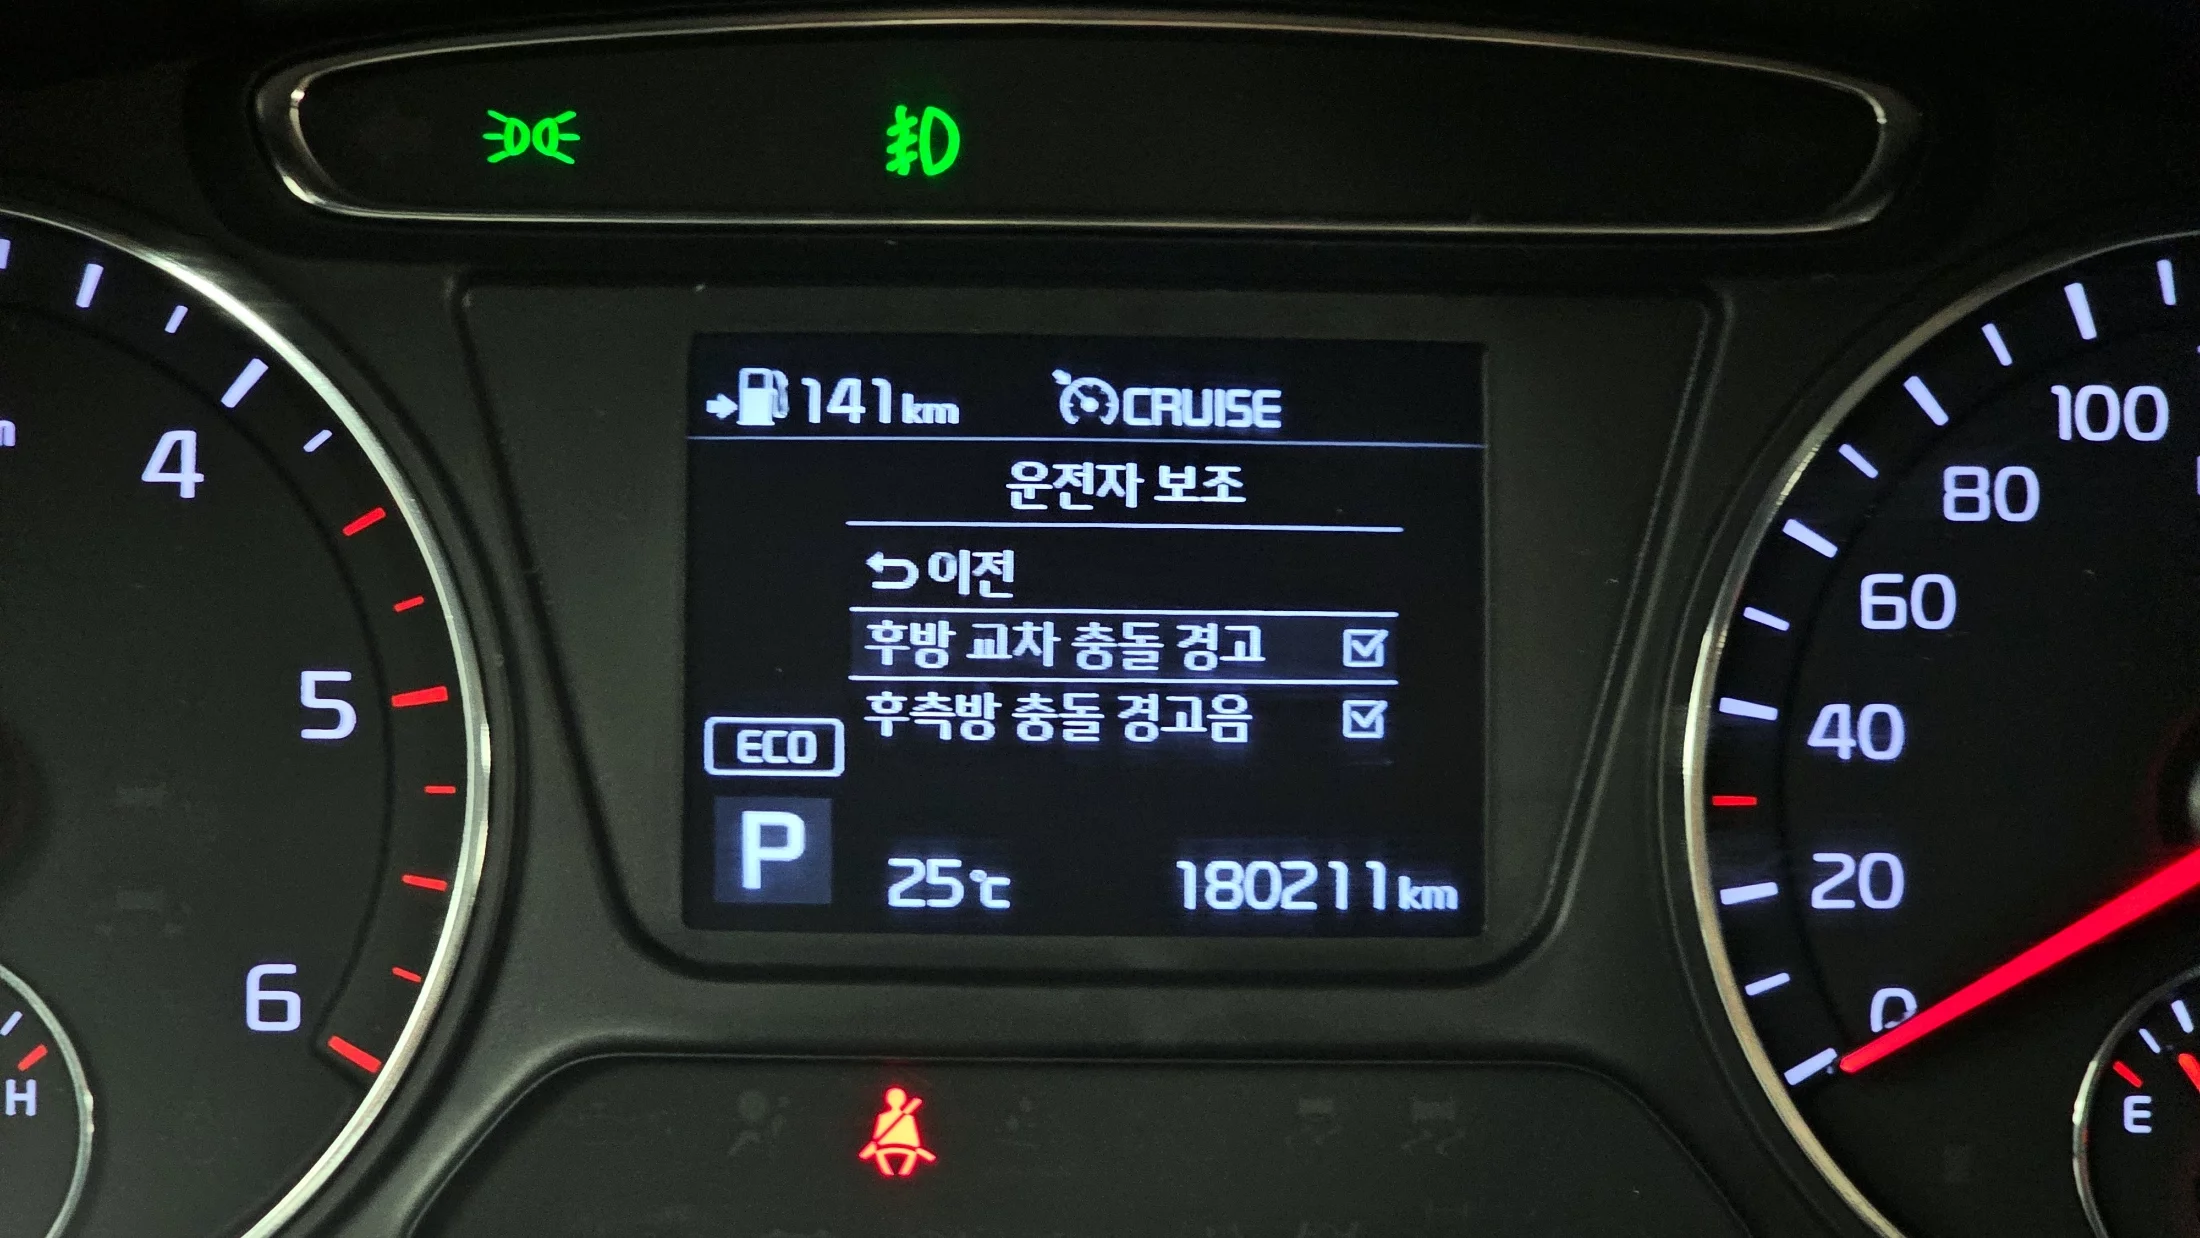 141km CRUISE
운전자 보조
이전
후방 교차 충돌 경고
후측방 충돌 경고음
ECO
P
25℃ 180211km
4
5
6
H
100
80
60
40
20
0
E